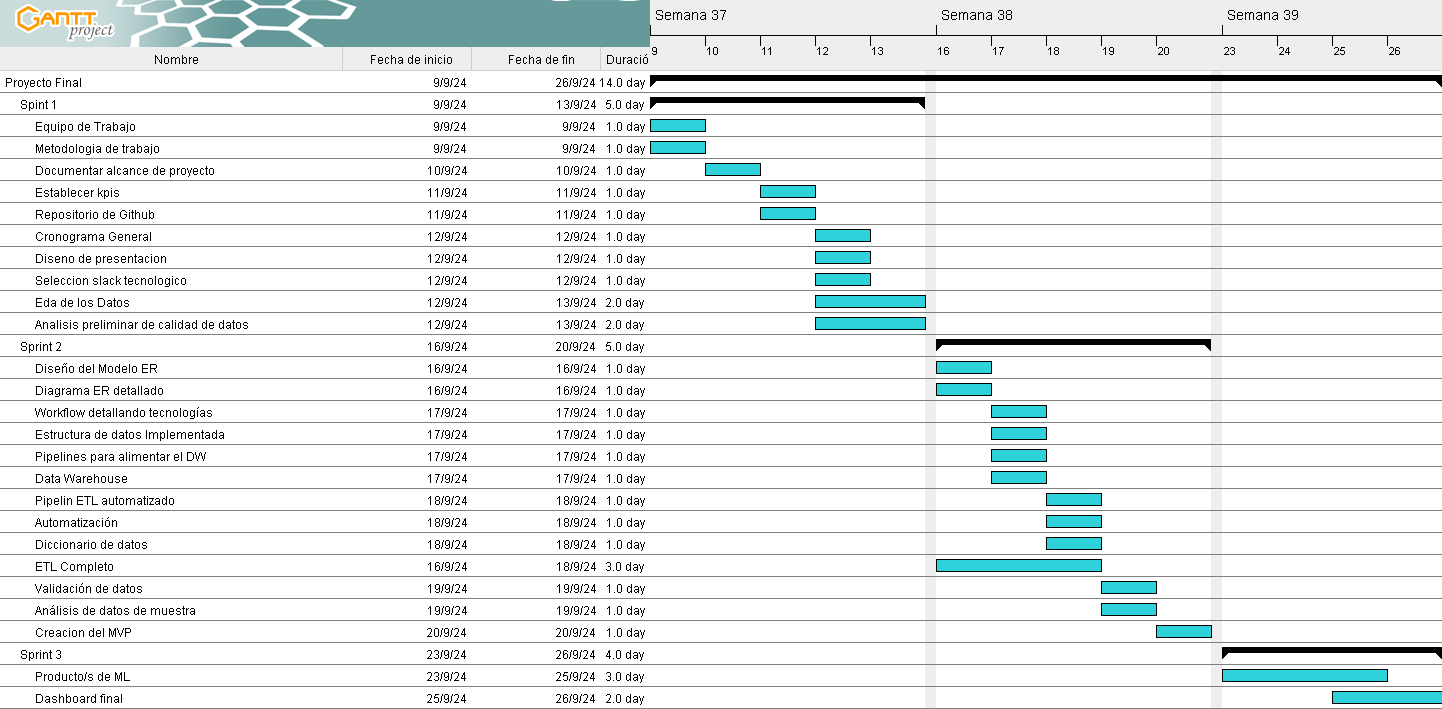 GANTT project
Semana 37 Semana 38 Semana 39
9 10 11 12 13 16 17 18 19 20 23 24 25 26
Nombre Fecha de inicio Fecha de fin Duració
Proyecto Final 9/9/24 26/9/24 14.0 day
Spint 1 9/9/24 13/9/24 5.0 day
Equipo de Trabajo 9/9/24 9/9/24 1.0 day
Metodologia de trabajo 9/9/24 9/9/24 1.0 day
Documentar alcance de proyecto 10/9/24 10/9/24 1.0 day
Establecer kpis 11/9/24 11/9/24 1.0 day
Repositorio de Github 11/9/24 11/9/24 1.0 day
Cronograma General 12/9/24 12/9/24 1.0 day
Diseno de presentacion 12/9/24 12/9/24 1.0 day
Seleccion slack tecnologico 12/9/24 12/9/24 1.0 day
Eda de los Datos 12/9/24 13/9/24 2.0 day
Analisis preliminar de calidad de datos 12/9/24 13/9/24 2.0 day
Sprint 2 16/9/24 20/9/24 5.0 day
Diseño del Modelo ER 16/9/24 16/9/24 1.0 day
Diagrama ER detallado 16/9/24 16/9/24 1.0 day
Workflow detallando tecnologías 17/9/24 17/9/24 1.0 day
Estructura de datos Implementada 17/9/24 17/9/24 1.0 day
Pipelines para alimentar el DW 17/9/24 17/9/24 1.0 day
Data Warehouse 17/9/24 17/9/24 1.0 day
Pipelin ETL automatizado 18/9/24 18/9/24 1.0 day
Automatización 18/9/24 18/9/24 1.0 day
Diccionario de datos 18/9/24 18/9/24 1.0 day
ETL Completo 16/9/24 18/9/24 3.0 day
Validación de datos 19/9/24 19/9/24 1.0 day
Análisis de datos de muestra 19/9/24 19/9/24 1.0 day
Creacion del MVP 20/9/24 20/9/24 1.0 day
Sprint 3 23/9/24 26/9/24 4.0 day
Producto/s de ML 23/9/24 25/9/24 3.0 day
Dashboard final 25/9/24 26/9/24 2.0 day